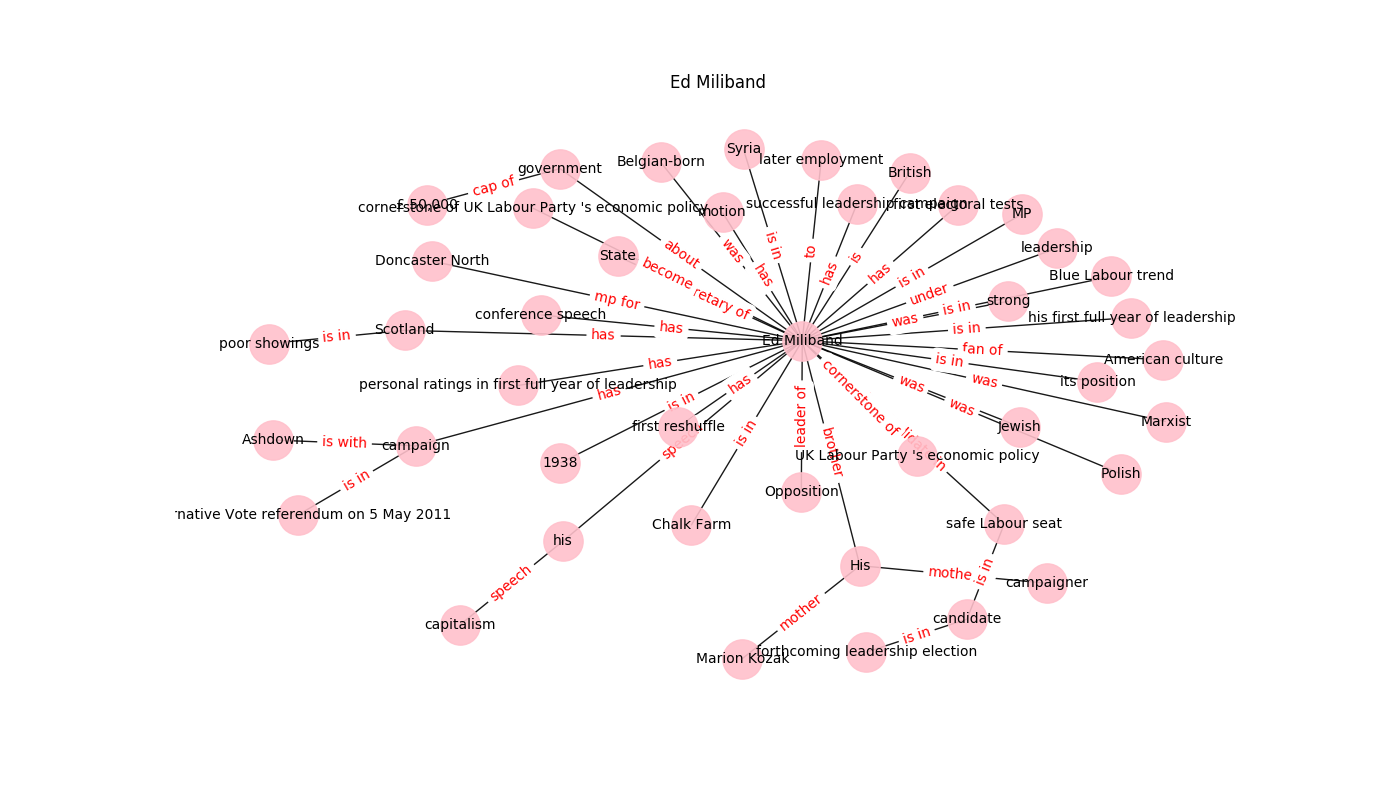 Ed Miliband
Syria
later employment
Belgian-born
government
British
cap of
£ 50,000
cornerstone of UK Labour Party 's economic policy
motion
successful leadership campaign
first electoral tests
MP
State
about
was
is in
to
has
is
leadership
Doncaster North
become
has
has
is in
Blue Labour trend
mp for
retary of
under
strong
is in
was
conference speech
has
his first full year of leadership
is in
Scotland
has
poor showings
is in
Ed Miliband
fan of
American culture
has
is in
its position
personal ratings in first full year of leadership
has
has
was
was
Marxist
is in
cornerstone of
leader of
was
first reshuffle
Jewish
Ashdown
is with
campaign
is in
brother
UK Labour Party 's economic policy
1938
Polish
is in
Opposition
native Vote referendum on 5 May 2011
Chalk Farm
safe Labour seat
his
His
mothe
is in
campaigner
speech
mother
capitalism
candidate
is in
Marion Kozak
forthcoming leadership election